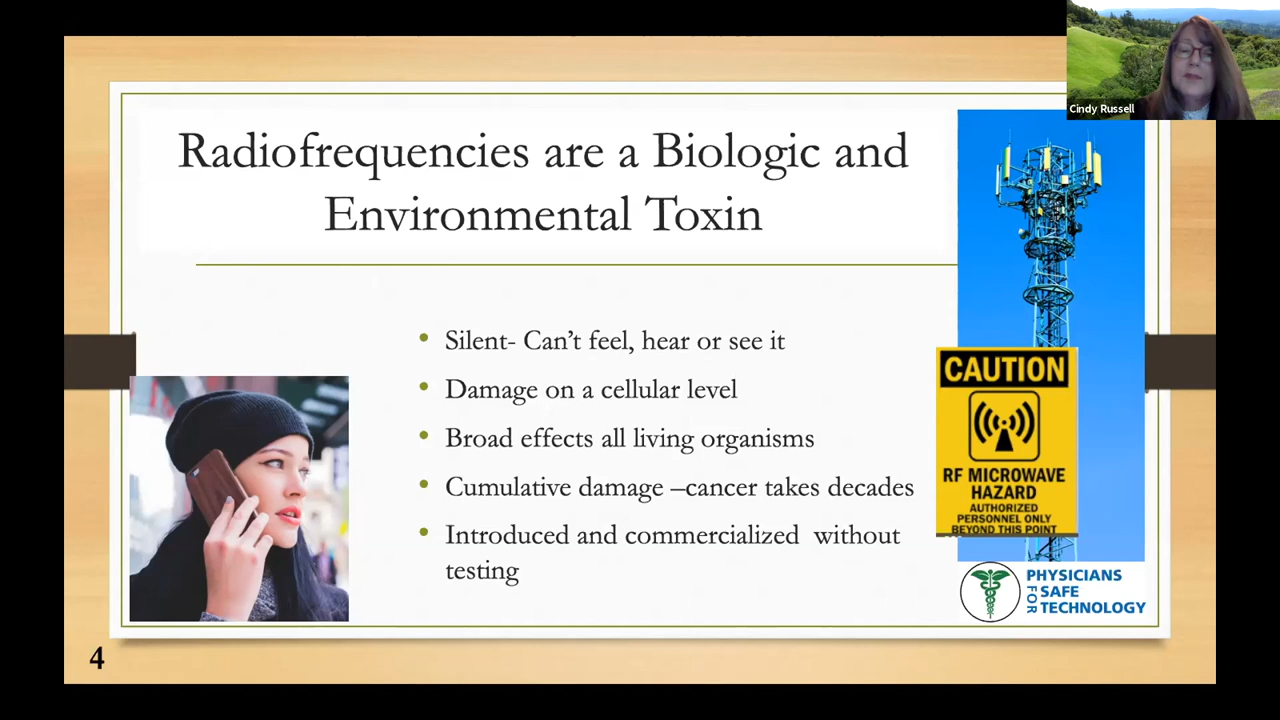 Cindy Russell
Radiofrequencies are a Biologic and
Environmental Toxin
• Silent- Can't feel, hear or see it
• Damage on a cellular level
• Broad effects all living organisms
• Cumulative damage –cancer takes decades
• Introduced and commercialized  without
testing
CAUTION
RF MICROWAVE
HAZARD
AUTHORIZED
PERSONNEL ONLY
BEYOND THIS POINT
PHYSICIANS
FOR SAFE
TECHNOLOGY
4